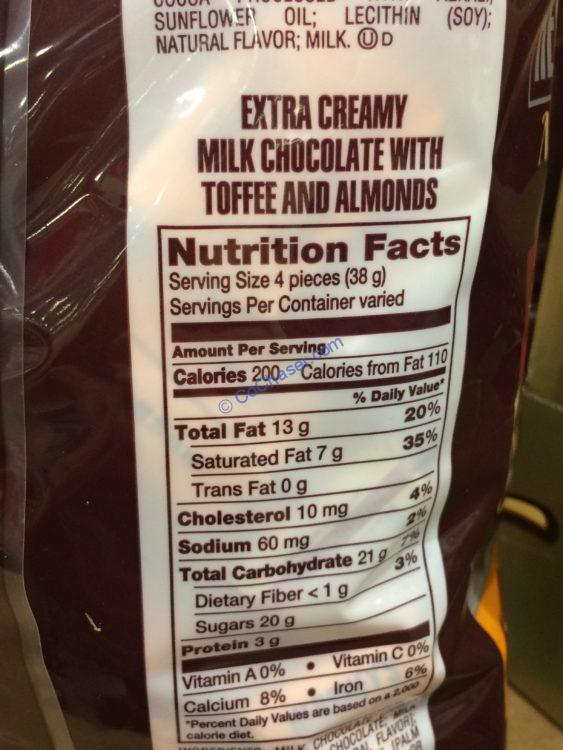 SUNFLOWER OIL; LECITHIN (SOY);
NATURAL FLAVOR; MILK. Ⓤ D
EXTRA CREAMY
MILK CHOCOLATE WITH
TOFFEE AND ALMONDS
Nutrition Facts
Serving Size 4 pieces (38 g)
Servings Per Container varied
Amount Per Serving
Calories 200 Calories from Fat 110
% Daily Value*
Total Fat 13 g 20%
Saturated Fat 7 g 35%
Trans Fat 0 g
Cholesterol 10 mg 4%
Sodium 60 mg 2%
Total Carbohydrate 21 g 7%
Dietary Fiber < 1 g 3%
Sugars 20 g
Protein 3 g
Vitamin A 0% • Vitamin C 0%
Calcium 8% • Iron 6%
*Percent Daily Values are based on a 2,000
calorie diet.
© CoChaser.com